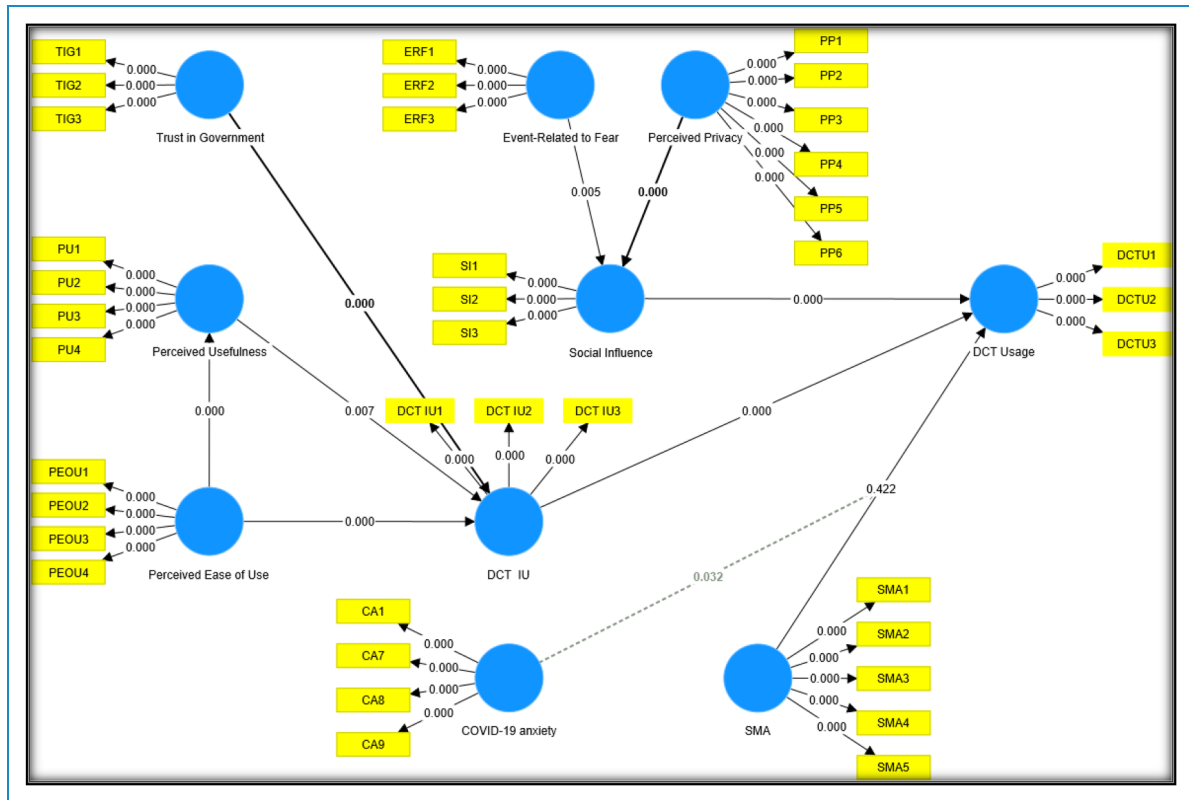 TIG1
TIG2
TIG3
0.000
0.000
0.000
Trust in Government
ERF1
ERF2
ERF3
0.000
0.000
0.000
Event-Related to Fear
PP1
PP2
PP3
PP4
PP5
PP6
0.000
0.000
0.000
0.000
0.000
0.000
Perceived Privacy
0.005
0.000
0.000
PU1
PU2
PU3
PU4
0.000
0.000
0.000
0.000
Perceived Usefulness
SI1
SI2
SI3
0.000
0.000
0.000
Social Influence
0.000
DCTU1
DCTU2
DCTU3
0.000
0.000
0.000
DCT Usage
0.000
0.007
DCT IU1
DCT IU2
DCT IU3
0.000
0.000
0.000
0.000
PEOU1
PEOU2
PEOU3
PEOU4
0.000
0.000
0.000
0.000
Perceived Ease of Use
0.000
DCT IU
0.422
0.032
CA1
CA7
CA8
CA9
0.000
0.000
0.000
0.000
COVID-19 anxiety
SMA
SMA1
SMA2
SMA3
SMA4
SMA5
0.000
0.000
0.000
0.000
0.000